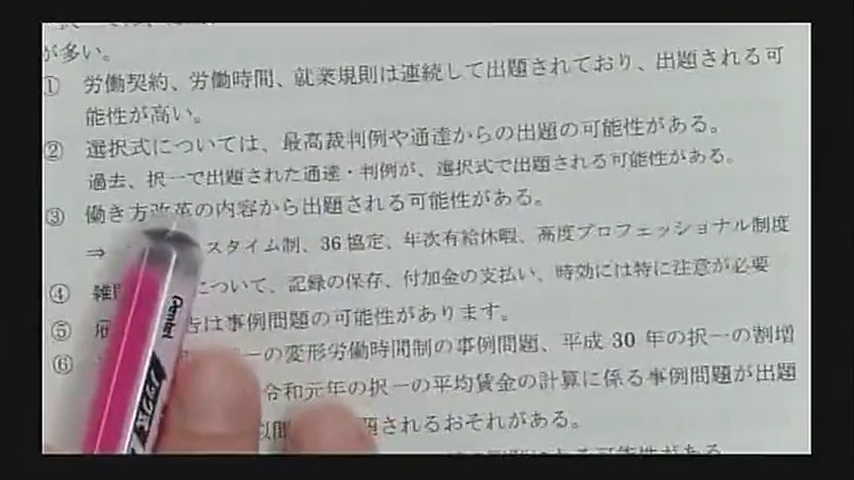 が多い。
① 労働契約、労働時間、就業規則は連続して出題されており、出題される可
能性が高い。
② 選択式については、最高裁判例や通達からの出題の可能性がある。
過去、択一で出題された通達・判例が、選択式で出題される可能性がある。
③ 働き方改革の内容から出題される可能性がある。
⇒ スタイム制、36協定、年次有給休暇、高度プロフェッショナル制度
④ 雑 について、記録の保存、付加金の支払い、時効には特に注意が必要
⑤ は事例問題の可能性があります。
⑥ 一の変形労働時間制の事例問題、平成 30 年の択一の割増
令和元年の択一の平均賃金の計算に係る事例問題が出題
されるおそれがある。
Pentel